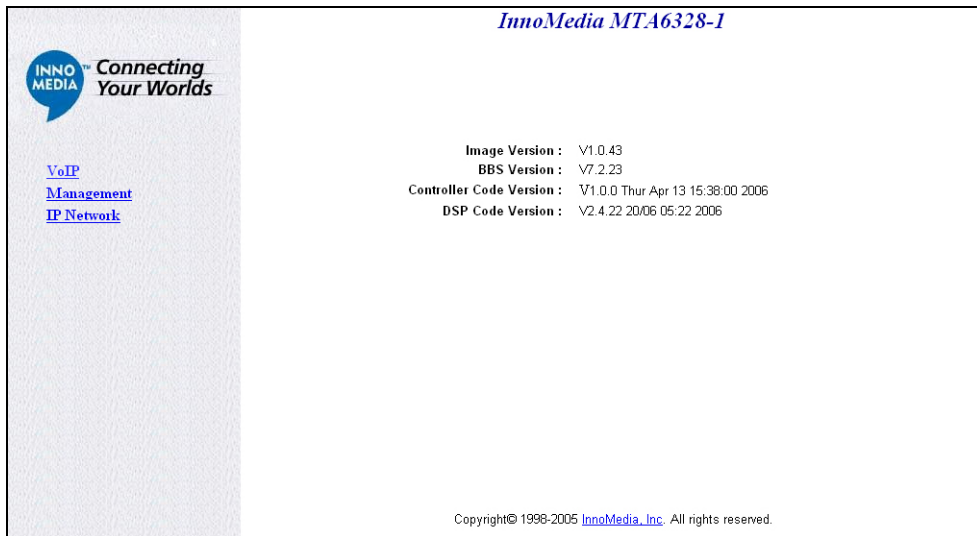 InnoMedia MTA6328-1
INNO MEDIA ™ Connecting
Your Worlds
VoIP
Management
IP Network
Image Version : V1.0.43
BBS Version : V7.2.23
Controller Code Version : V1.0.0 Thur Apr 13 15:38:00 2006
DSP Code Version : V2.4.22 20/06 05:22 2006
Copyright© 1998-2005 InnoMedia, Inc. All rights reserved.